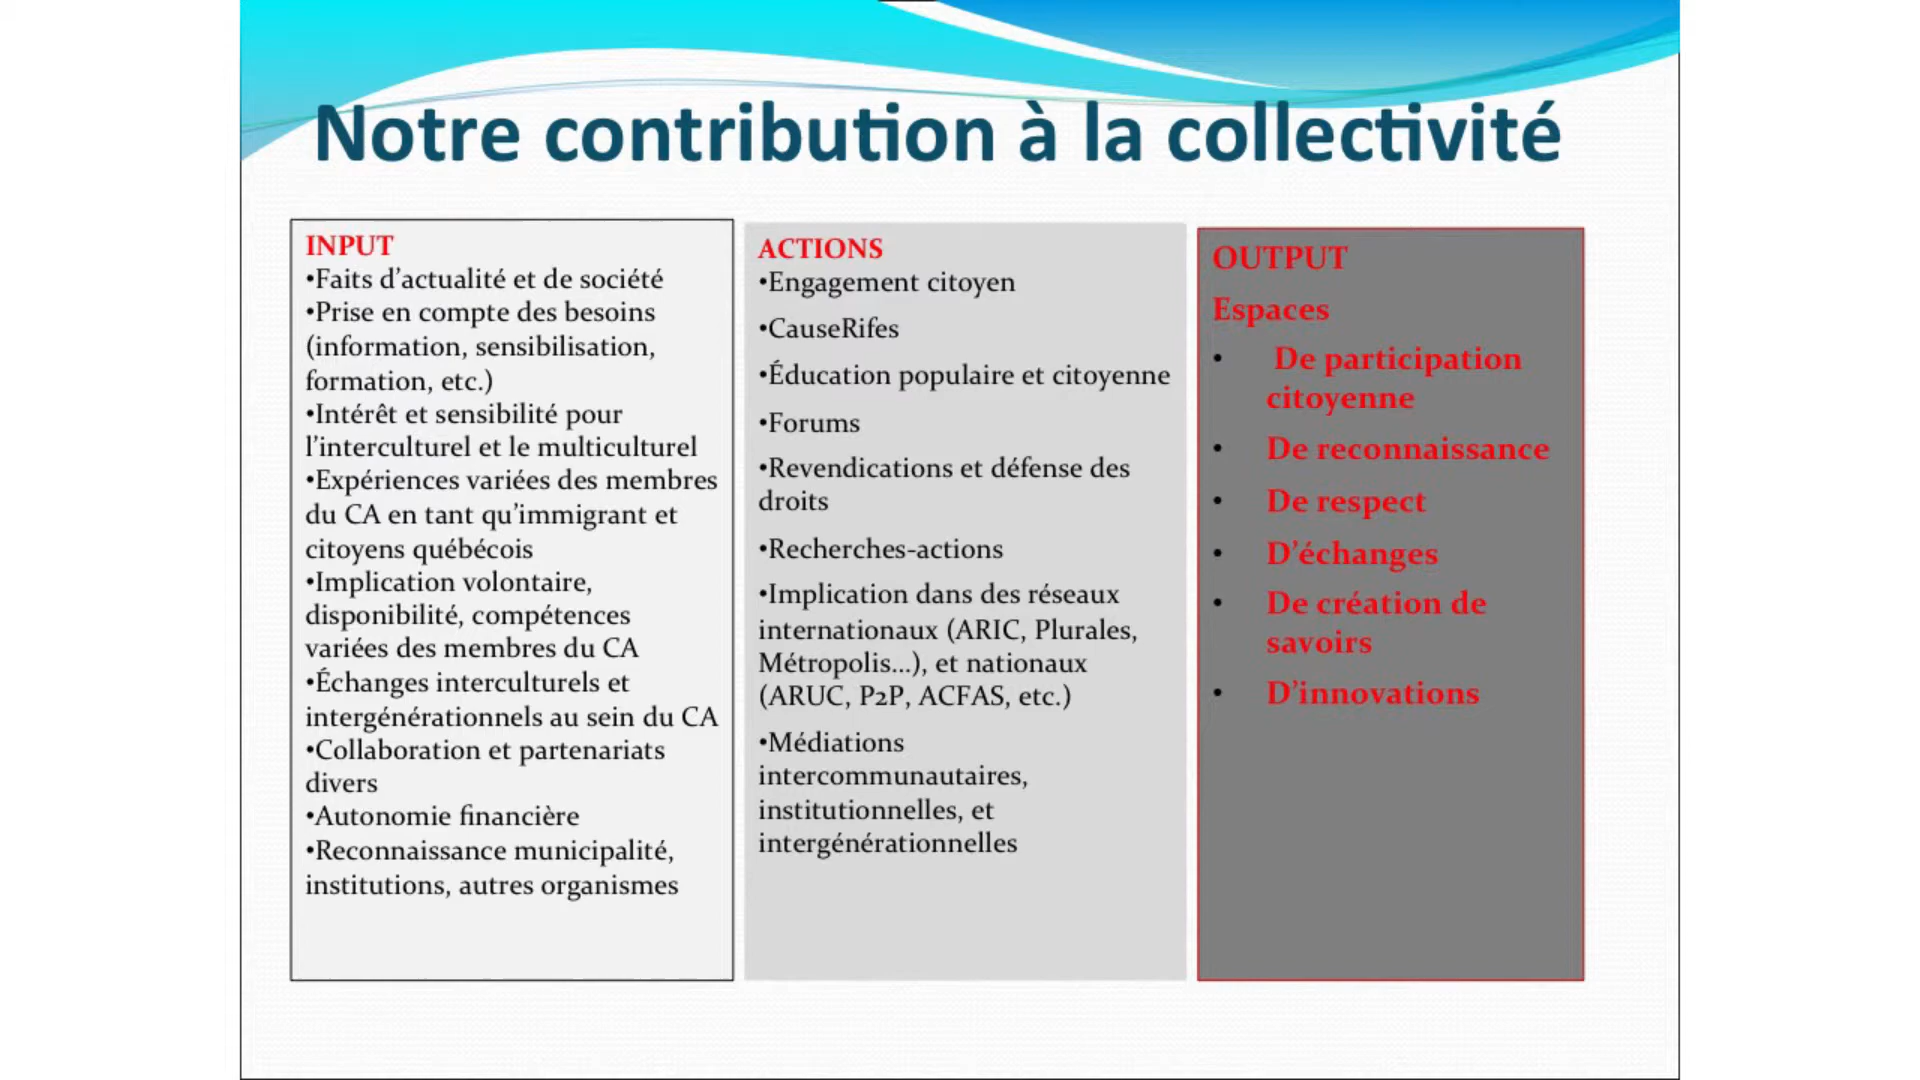 Notre contribution à la collectivité
INPUT
•Faits d’actualité et de société
•Prise en compte des besoins
(information, sensibilisation,
formation, etc.)
•Intérêt et sensibilité pour
l’interculturel et le multiculturel
•Expériences variées des membres
du CA en tant qu’immigrant et
citoyens québécois
•Implication volontaire,
disponibilité, compétences
variées des membres du CA
•Échanges interculturels et
intergénérationnels au sein du CA
•Collaboration et partenariats
divers
•Autonomie financière
•Reconnaissance municipalité,
institutions, autres organismes
ACTIONS
•Engagement citoyen
•CauseRifes
•Éducation populaire et citoyenne
•Forums
•Revendications et défense des
droits
•Recherches-actions
•Implication dans des réseaux
internationaux (ARIC, Plurales,
Métropolis...), et nationaux
(ARUC, P2P, ACFAS, etc.)
•Médiations
intercommunautaires,
institutionnelles, et
intergénérationnelles
OUTPUT
Espaces
• De participation
citoyenne
• De reconnaissance
• De respect
• D’échanges
• De création de
savoirs
• D’innovations